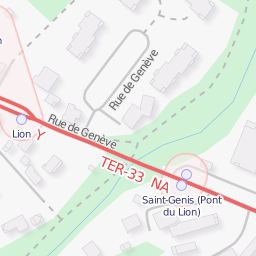 Rue de Genève
Rue de Genève
Lion
Y
TER-33 NA
Saint-Genis (Pont
du Lion)